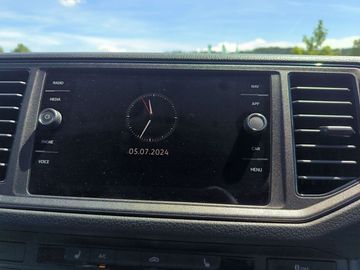 RADIO
MEDIA
PHONE
VOICE
05.07.2024
NAV
APP
CAR
MENU
A/C